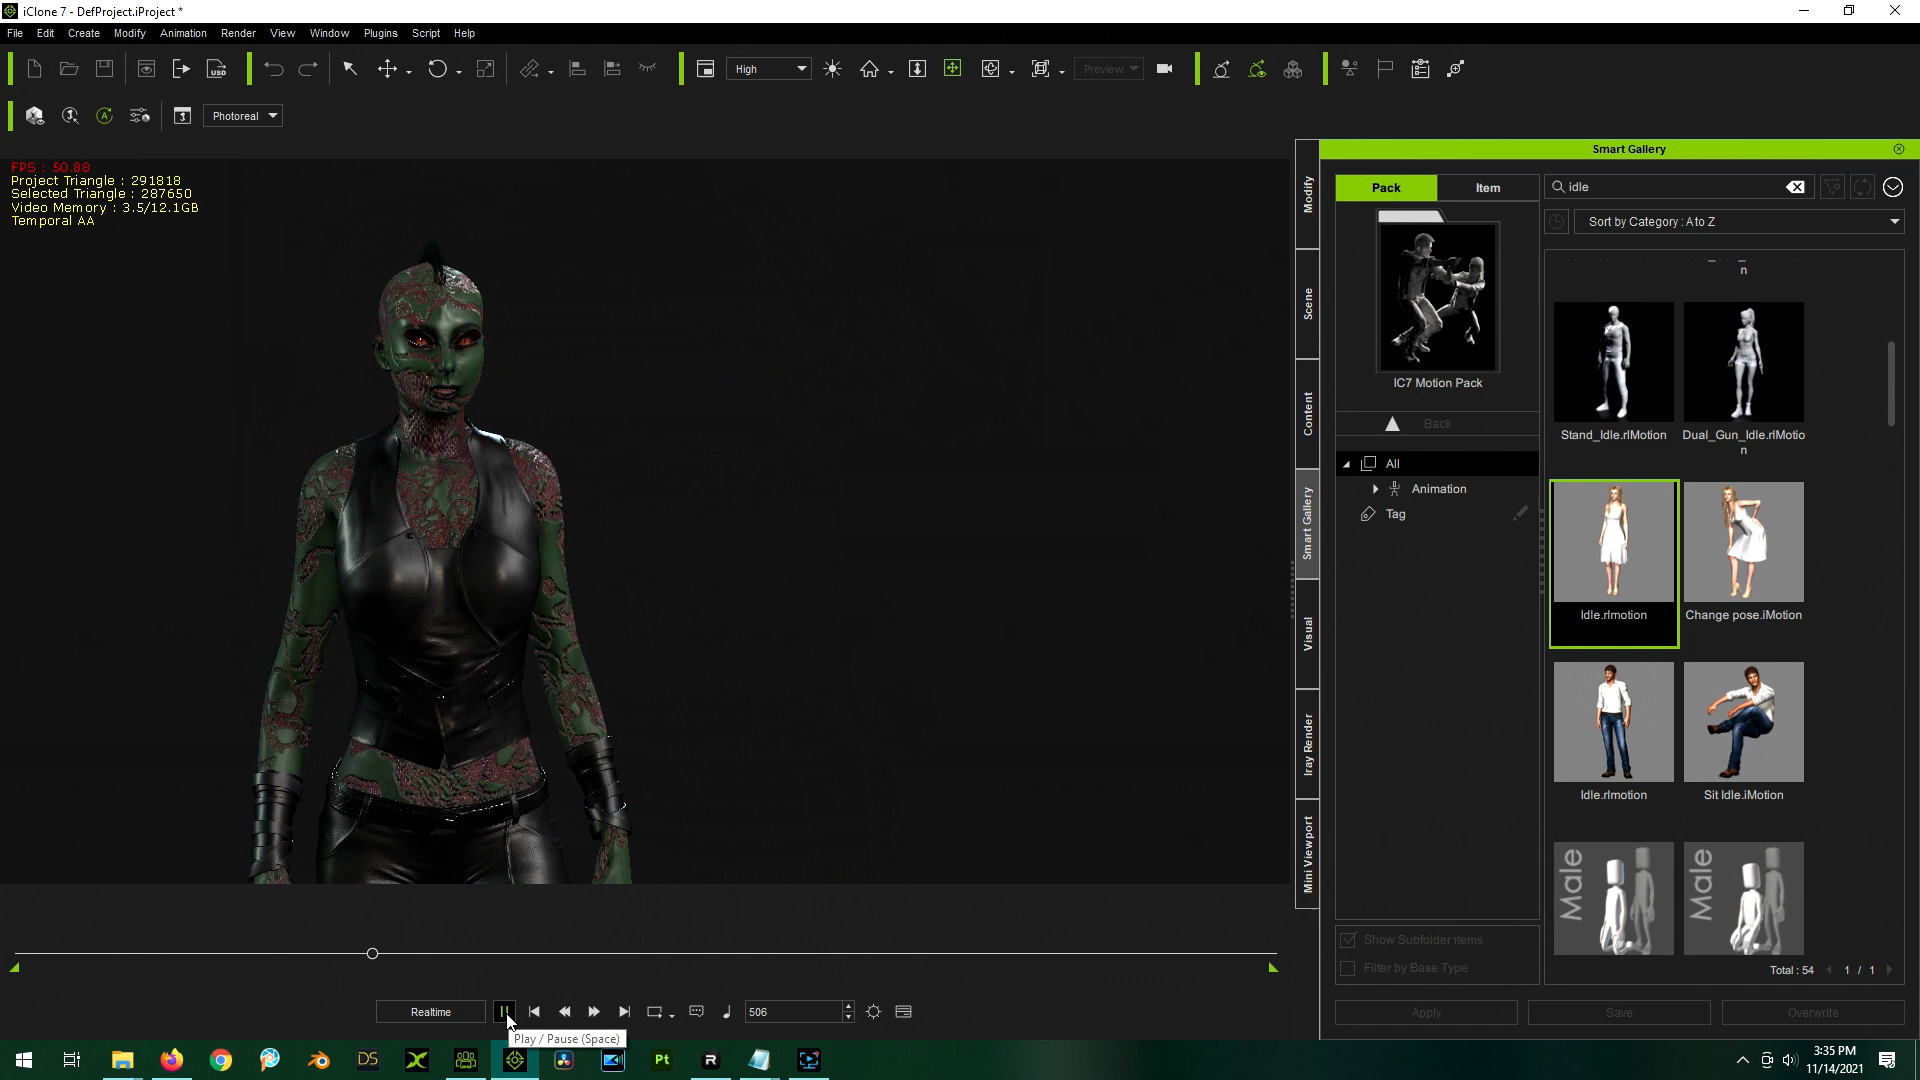 iClone 7 - DefProject.iProject *
File Edit Create Modify Animation Render View Window Plugins Script Help
USD
High
Preview
Photoreal
FPS : 50.88
Project Triangle : 291818
Selected Triangle : 287650
Video Memory : 3.5/12.1GB
Temporal AA
Modify
Scene
Content
Smart Gallery
Visual
Iray Render
Mini Viewport
Smart Gallery
Pack Item
idle
Sort by Category : A to Z
IC7 Motion Pack
Back
All
Animation
Tag
n
Stand_Idle.rlMotion
Dual_Gun_Idle.rlMotio
n
Idle.rlmotion
Change pose.iMotion
Idle.rlmotion
Sit Idle.iMotion
Male
Male
Show Subfolder Items
Filter by Base Type
Total : 54 1 / 1
Apply Save Overwrite
Realtime
506
Play / Pause (Space)
DS
Pt
R
3:35 PM
11/14/2021